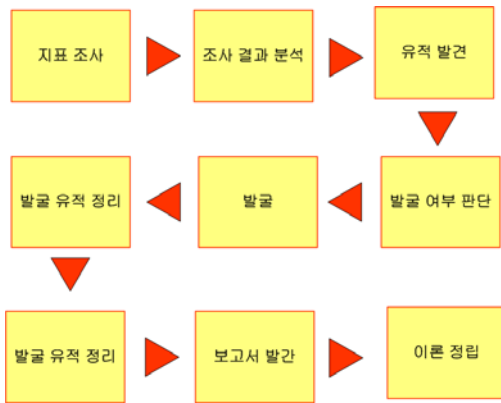 지표 조사
조사 결과 분석
유적 발견
발굴 여부 판단
발굴
발굴 유적 정리
발굴 유적 정리
보고서 발간
이론 정립